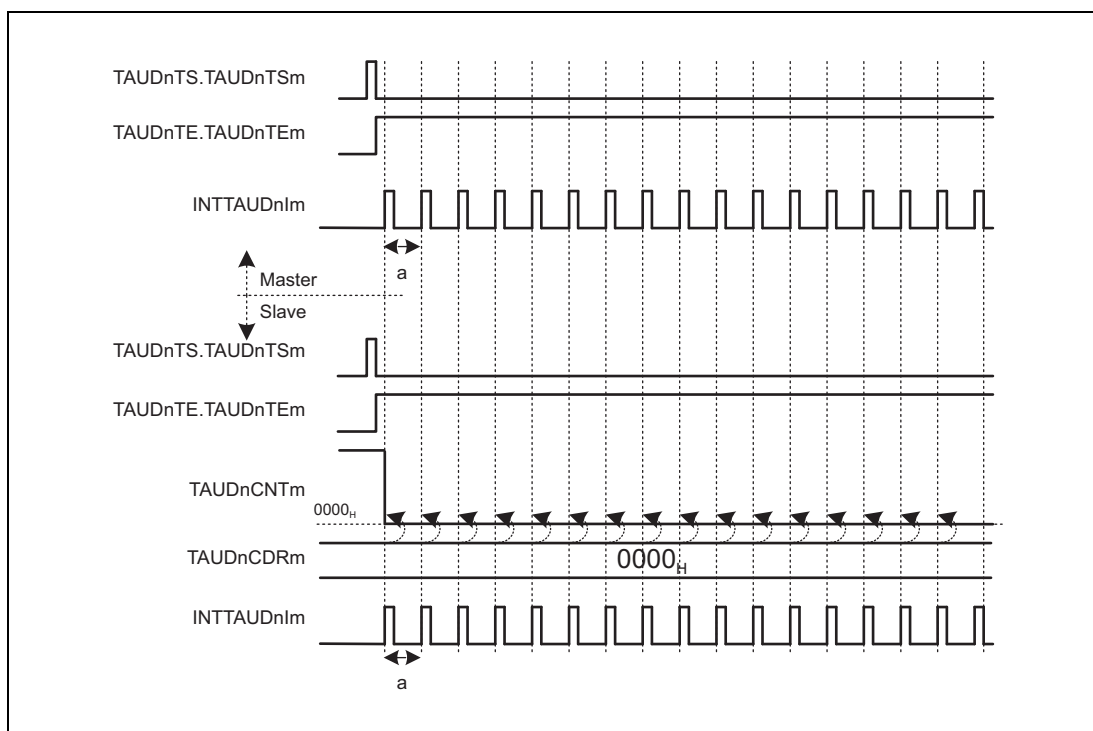 TAUDnTS.TAUDnTSm
TAUDnTE.TAUDnTEm
INTTAUDnIm
a
Master
Slave
TAUDnTS.TAUDnTSm
TAUDnTE.TAUDnTEm
TAUDnCNTm
0000H
TAUDnCDRm
0000H
INTTAUDnIm
a